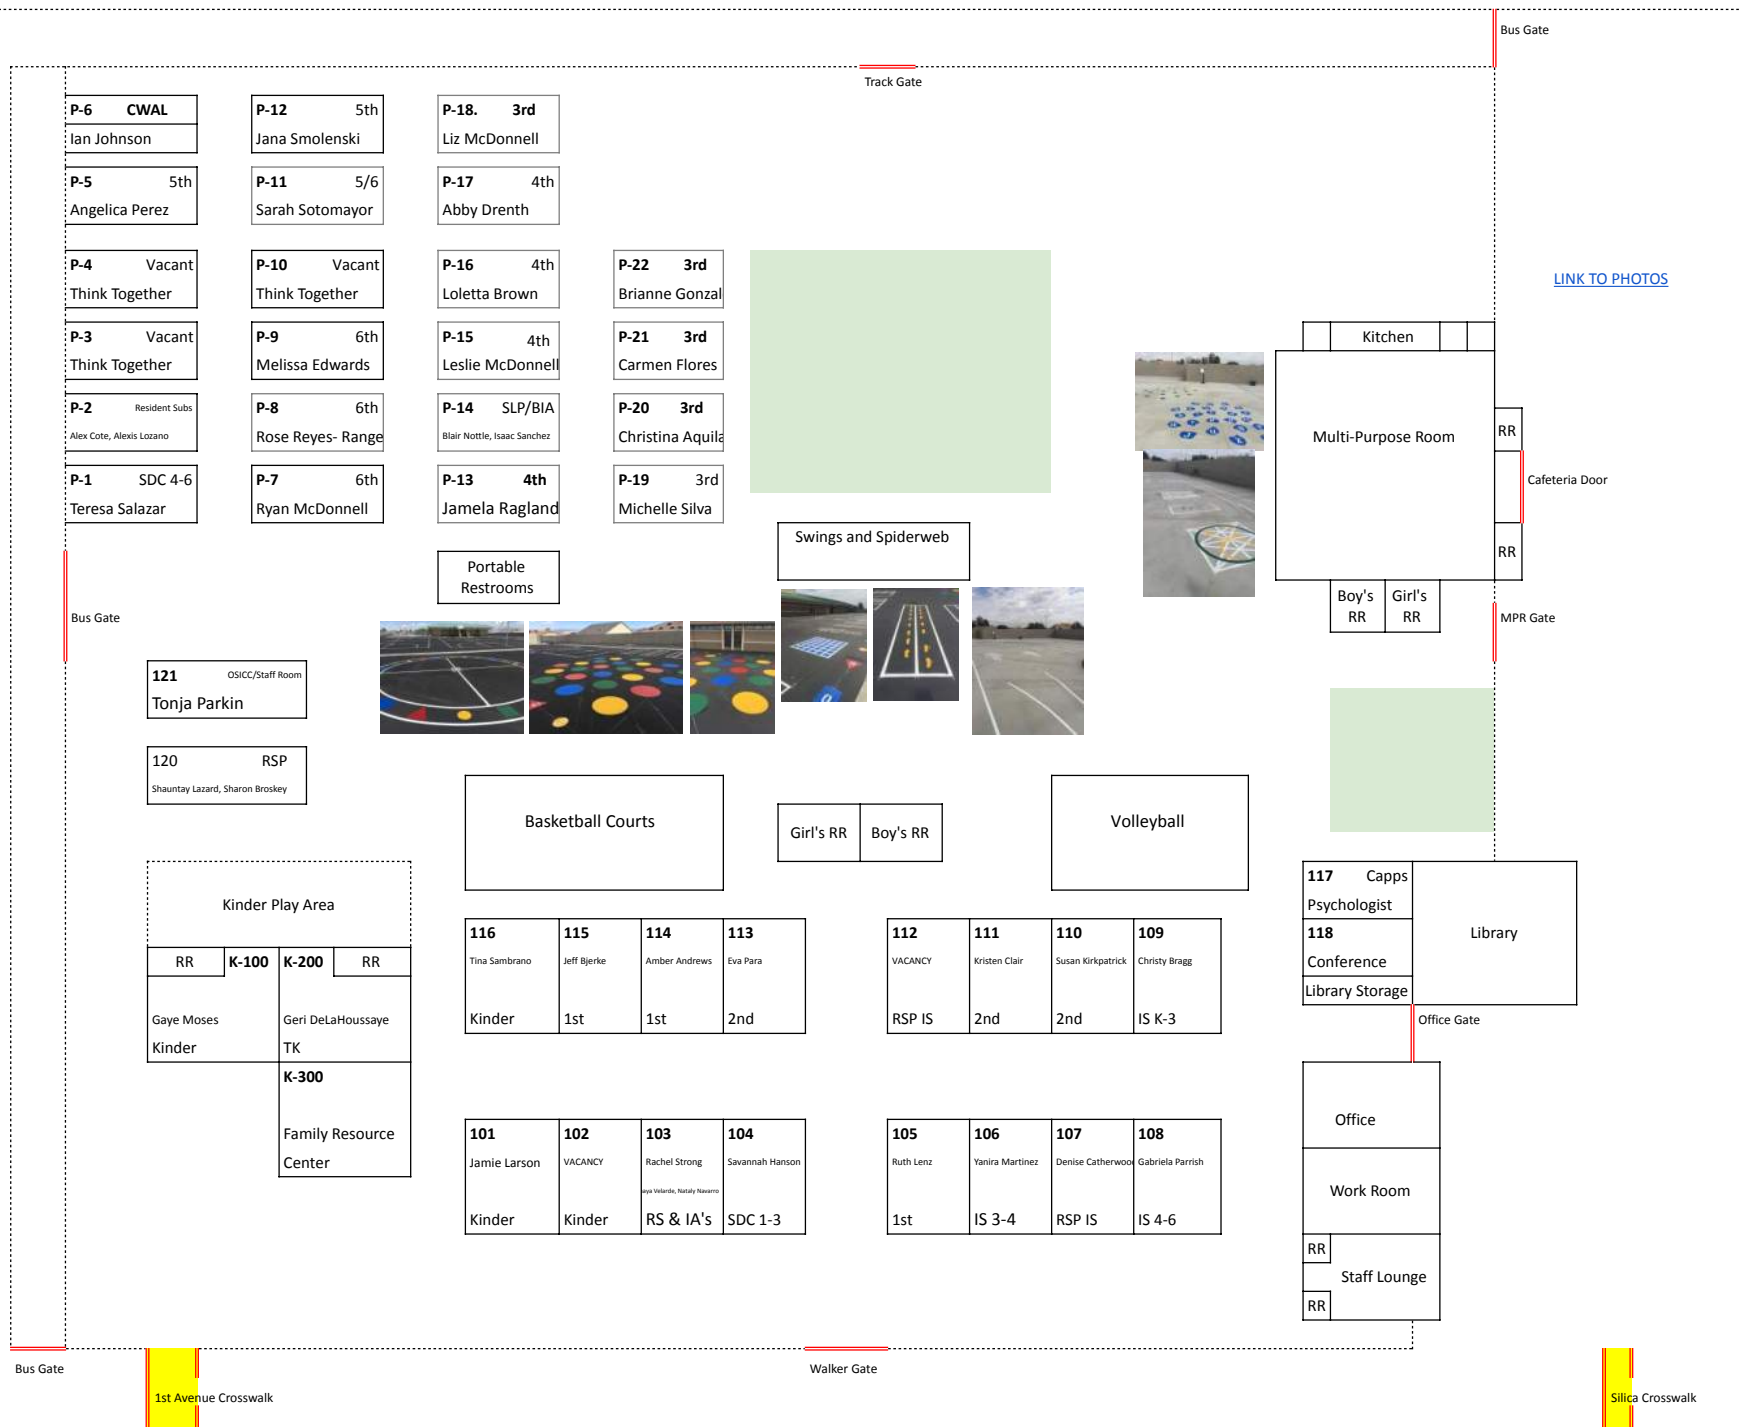 Bus Gate
Track Gate
P-6 CWAL
Ian Johnson
P-12 5th
Jana Smolenski
P-18. 3rd
Liz McDonnell
P-5 5th
Angelica Perez
P-11 5/6
Sarah Sotomayor
P-17 4th
Abby Drenth
P-4 Vacant
Think Together
P-10 Vacant
Think Together
P-16 4th
Loletta Brown
P-22 3rd
Brianne Gonzal
LINK TO PHOTOS
P-3 Vacant
Think Together
P-9 6th
Melissa Edwards
P-15 4th
Leslie McDonnell
P-21 3rd
Carmen Flores
Kitchen
P-2 Resident Subs
Alex Cote, Alexis Lozano
P-8 6th
Rose Reyes- Range
P-14 SLP/BIA
Blair Nottle, Isaac Sanchez
P-20 3rd
Christina Aquila
Multi-Purpose Room
RR
P-1 SDC 4-6
Teresa Salazar
P-7 6th
Ryan McDonnell
P-13 4th
Jamela Ragland
P-19 3rd
Michelle Silva
Cafeteria Door
Swings and Spiderweb
RR
Portable
Restrooms
Boy's
RR
Girl's
RR
Bus Gate
MPR Gate
121 OSICC/Staff Room
Tonja Parkin
120 RSP
Shauntay Lazard, Sharon Broskey
Basketball Courts
Girl's RR
Boy's RR
Volleyball
Kinder Play Area
117 Capps
Psychologist
118
Conference
Library Storage
Library
Office Gate
RR
K-100
K-200
RR
Gaye Moses
Kinder
Geri DeLaHoussaye
TK
K-300
Family Resource
Center
116
Tina Sambrano
Kinder
115
Jeff Bjerke
1st
114
Amber Andrews
1st
113
Eva Para
2nd
112
VACANCY
RSP IS
111
Kristen Clair
2nd
110
Susan Kirkpatrick
2nd
109
Christy Bragg
IS K-3
101
Jamie Larson
Kinder
102
VACANCY
Kinder
103
Rachel Strong
aya Velarde, Nataly Navarro
RS & IA's
104
Savannah Hanson
SDC 1-3
105
Ruth Lenz
1st
106
Yanira Martinez
IS 3-4
107
Denise Catherwoo
RSP IS
108
Gabriela Parrish
IS 4-6
Office
Work Room
RR
Staff Lounge
RR
Bus Gate
Walker Gate
1st Avenue Crosswalk
Silica Crosswalk